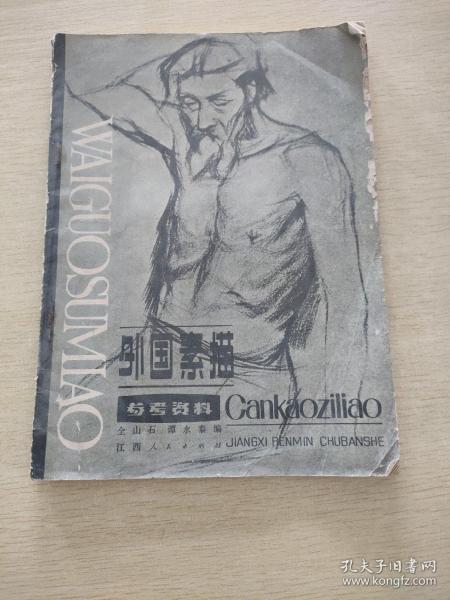 WAIGUOSUMIAO
外国素描
参考资料
Cankaoziliao
全山石 谭永泰编
江西人民出版社
JIANGXI RENMIN CHUBANSHE
孔夫子旧书网
www.kongfz.com